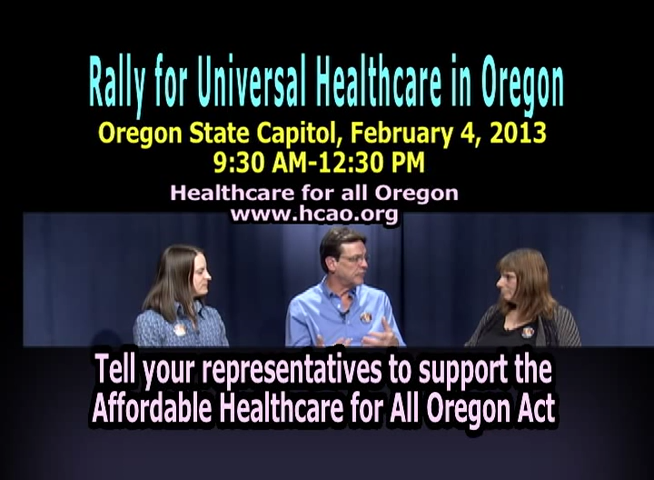 Rally for Universal Healthcare in Oregon
Oregon State Capitol, February 4, 2013
9:30 AM-12:30 PM
Healthcare for all Oregon
www.hcao.org
Tell your representatives to support the
Affordable Healthcare for All Oregon Act